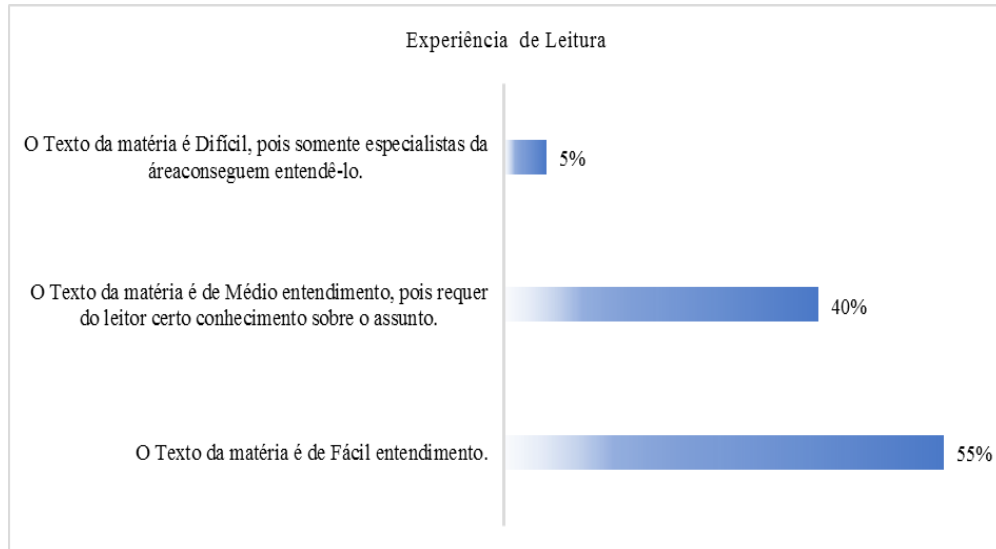 Experiência de Leitura
O Texto da matéria é Difícil, pois somente especialistas da
áreaconseguem entendê-lo.
5%
O Texto da matéria é de Médio entendimento, pois requer
do leitor certo conhecimento sobre o assunto.
40%
O Texto da matéria é de Fácil entendimento.
55%